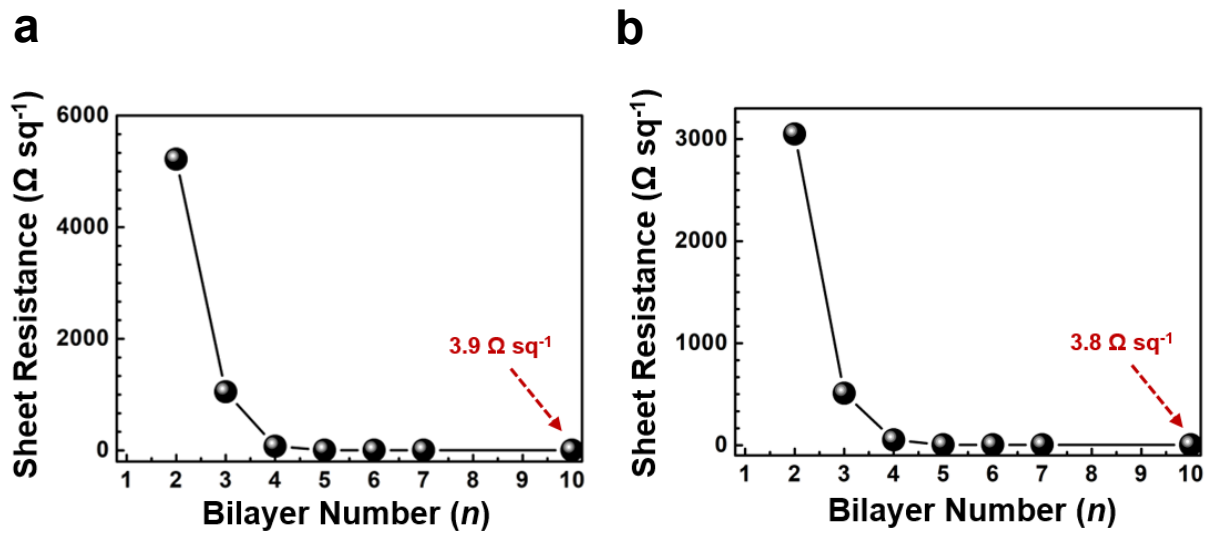 a
b
Sheet Resistance (Ω sq⁻¹)
6000
4000
2000
0
3.9 Ω sq⁻¹
1 2 3 4 5 6 7 8 9 10
Bilayer Number (n)
Sheet Resistance (Ω sq⁻¹)
3000
2000
1000
0
3.8 Ω sq⁻¹
1 2 3 4 5 6 7 8 9 10
Bilayer Number (n)